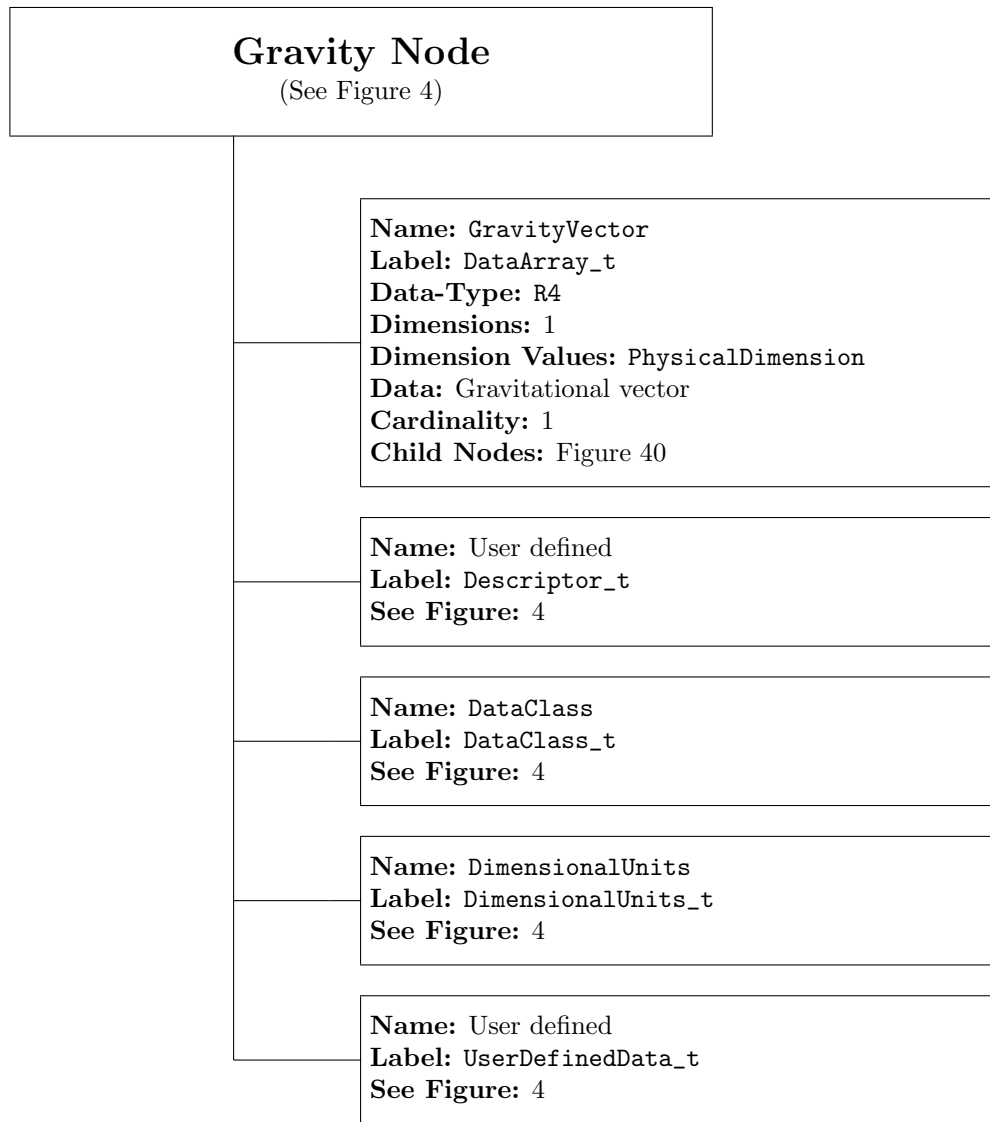 Gravity Node
(See Figure 4)
Name: GravityVector
Label: DataArray_t
Data-Type: R4
Dimensions: 1
Dimension Values: PhysicalDimension
Data: Gravitational vector
Cardinality: 1
Child Nodes: Figure 40
Name: User defined
Label: Descriptor_t
See Figure: 4
Name: DataClass
Label: DataClass_t
See Figure: 4
Name: DimensionalUnits
Label: DimensionalUnits_t
See Figure: 4
Name: User defined
Label: UserDefinedData_t
See Figure: 4